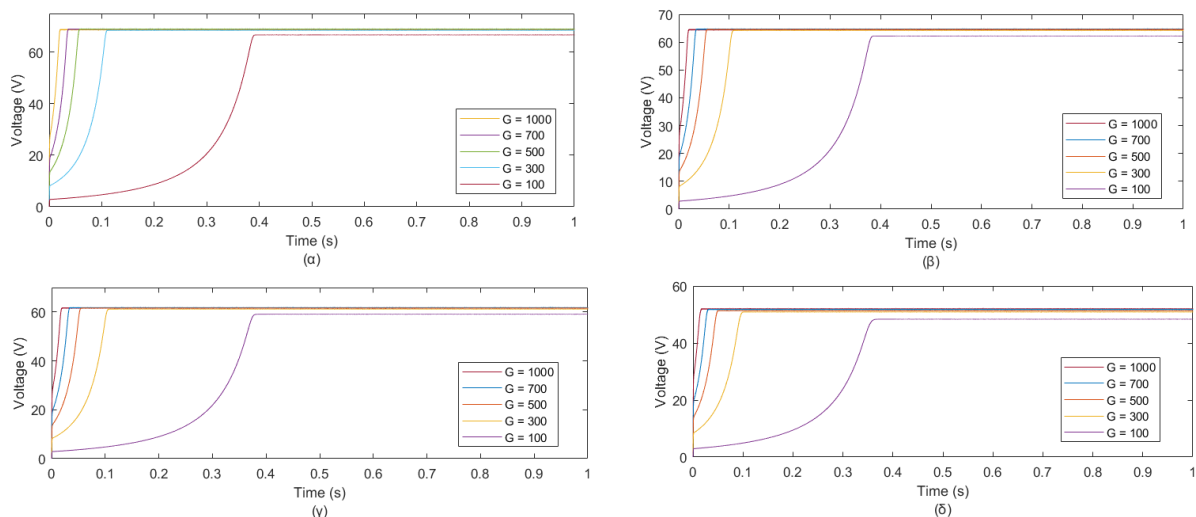 Voltage (V)
60
40
20
0
G = 1000
G = 700
G = 500
G = 300
G = 100
0 0.1 0.2 0.3 0.4 0.5 0.6 0.7 0.8 0.9 1
Time (s)
(α)
Voltage (V)
70
60
50
40
30
20
10
0
G = 1000
G = 700
G = 500
G = 300
G = 100
0 0.1 0.2 0.3 0.4 0.5 0.6 0.7 0.8 0.9 1
Time (s)
(β)
Voltage (V)
60
40
20
0
G = 1000
G = 700
G = 500
G = 300
G = 100
0 0.1 0.2 0.3 0.4 0.5 0.6 0.7 0.8 0.9 1
Time (s)
(γ)
Voltage (V)
60
40
20
0
G = 1000
G = 700
G = 500
G = 300
G = 100
0 0.1 0.2 0.3 0.4 0.5 0.6 0.7 0.8 0.9 1
Time (s)
(δ)